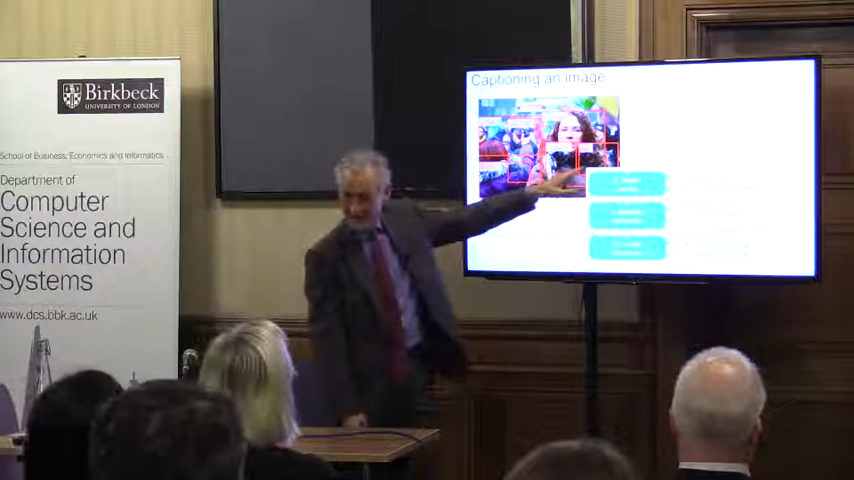 Birkbeck
UNIVERSITY OF LONDON
School of Business, Economics and Informatics
Department of
Computer
Science and
Information
Systems
www.dcs.bbk.ac.uk
Captioning an image